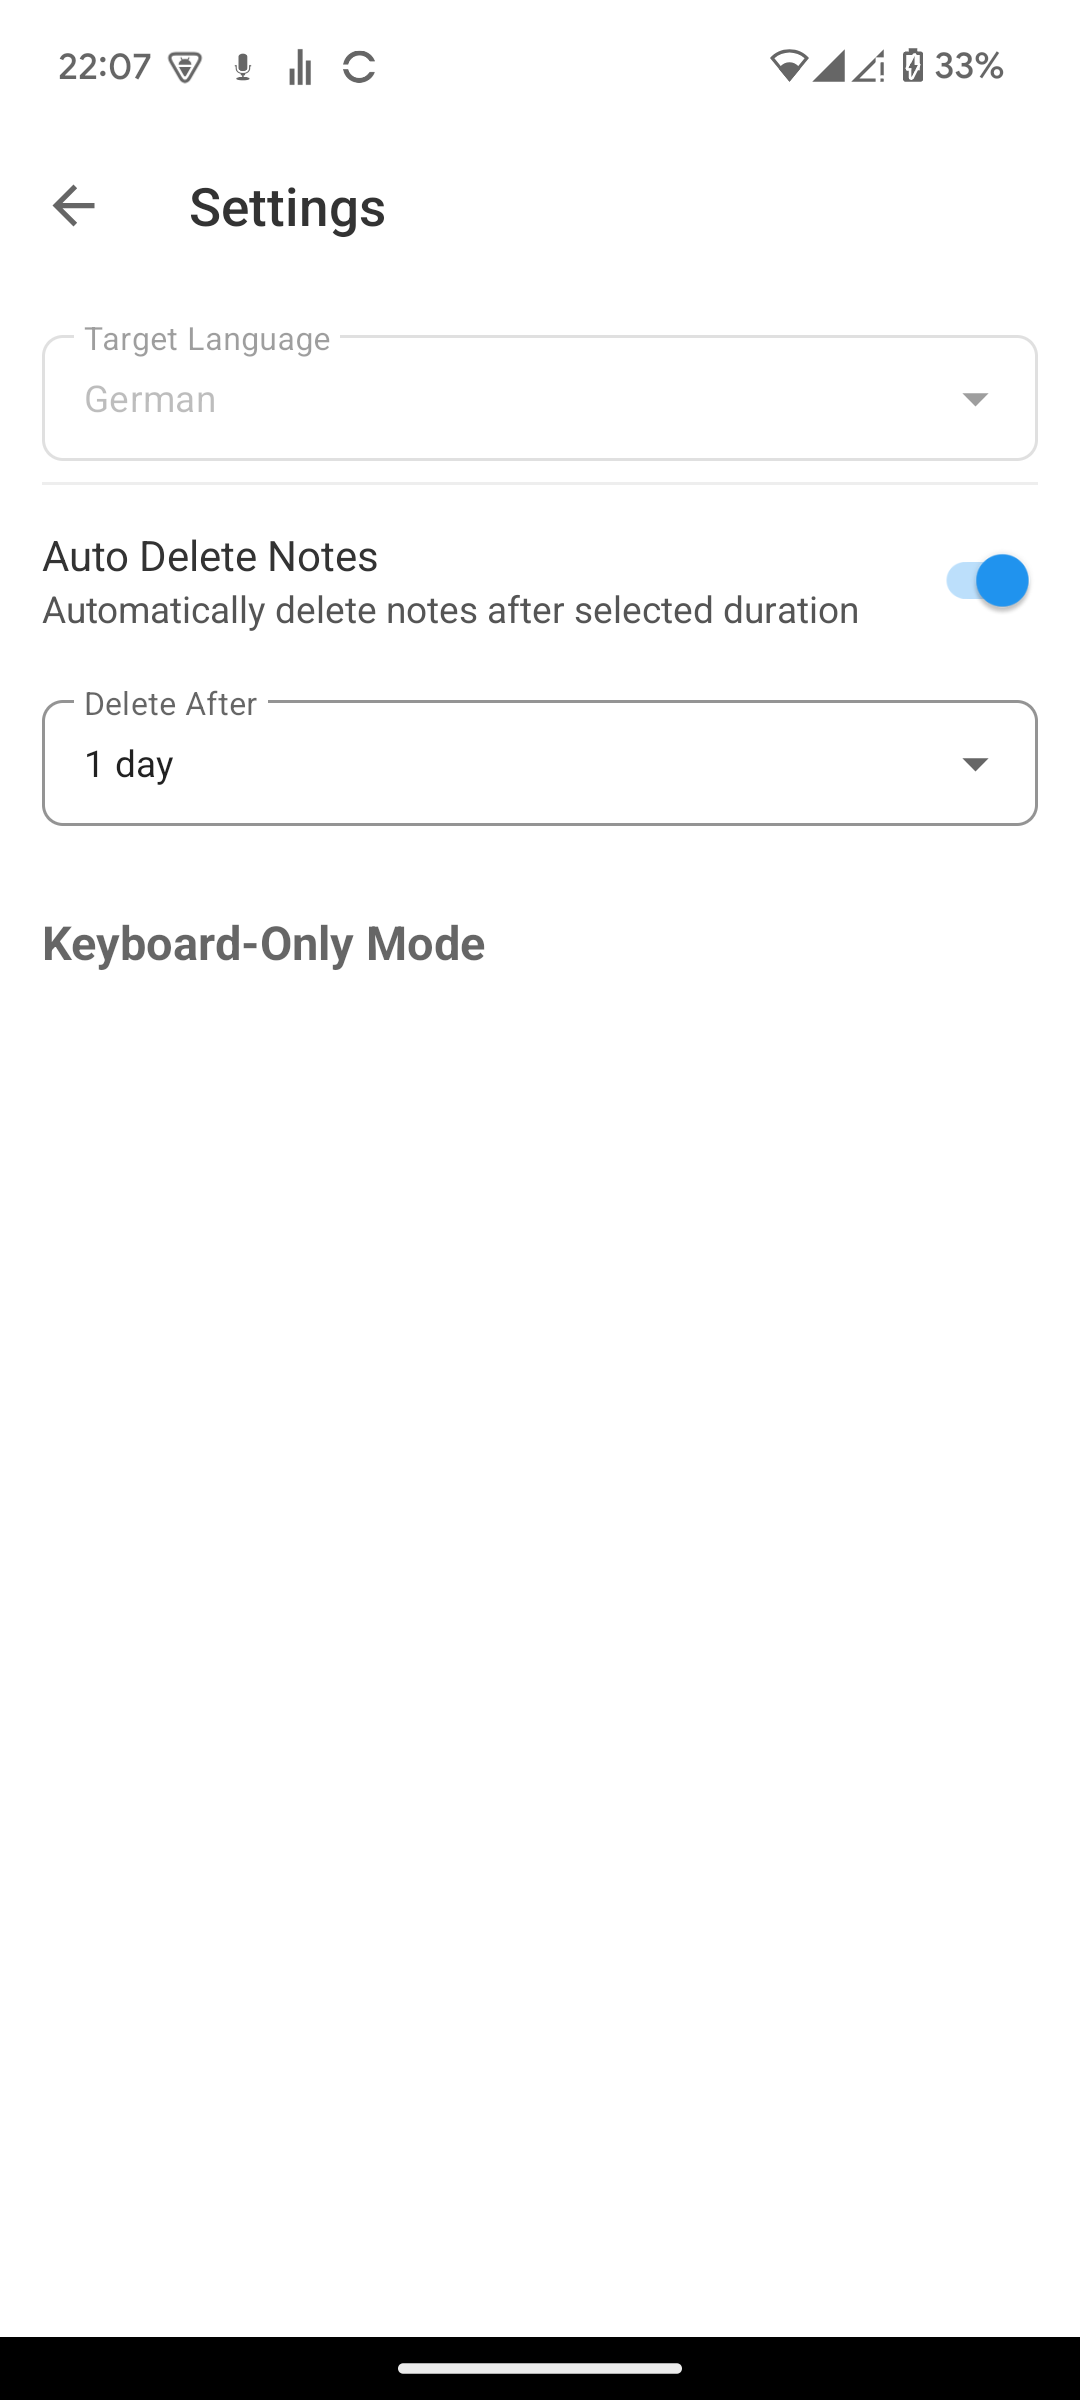 22:07 33%
Settings
Target Language
German
Auto Delete Notes
Automatically delete notes after selected duration
Delete After
1 day
Keyboard-Only Mode